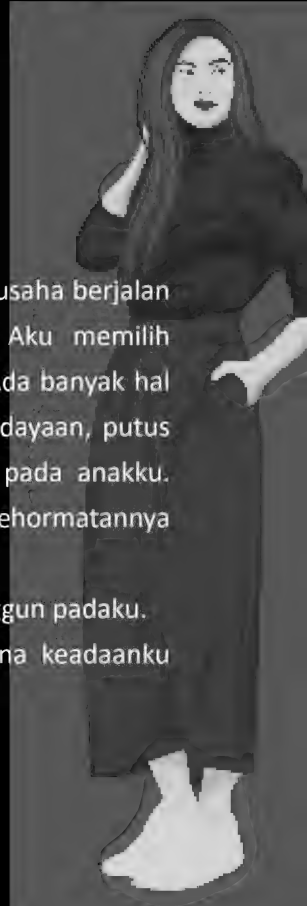 usaha berjalan
Aku memilih
da banyak hal
dayaan, putus
pada anakku.
ehormatannya
gun padaku.
na keadaanku